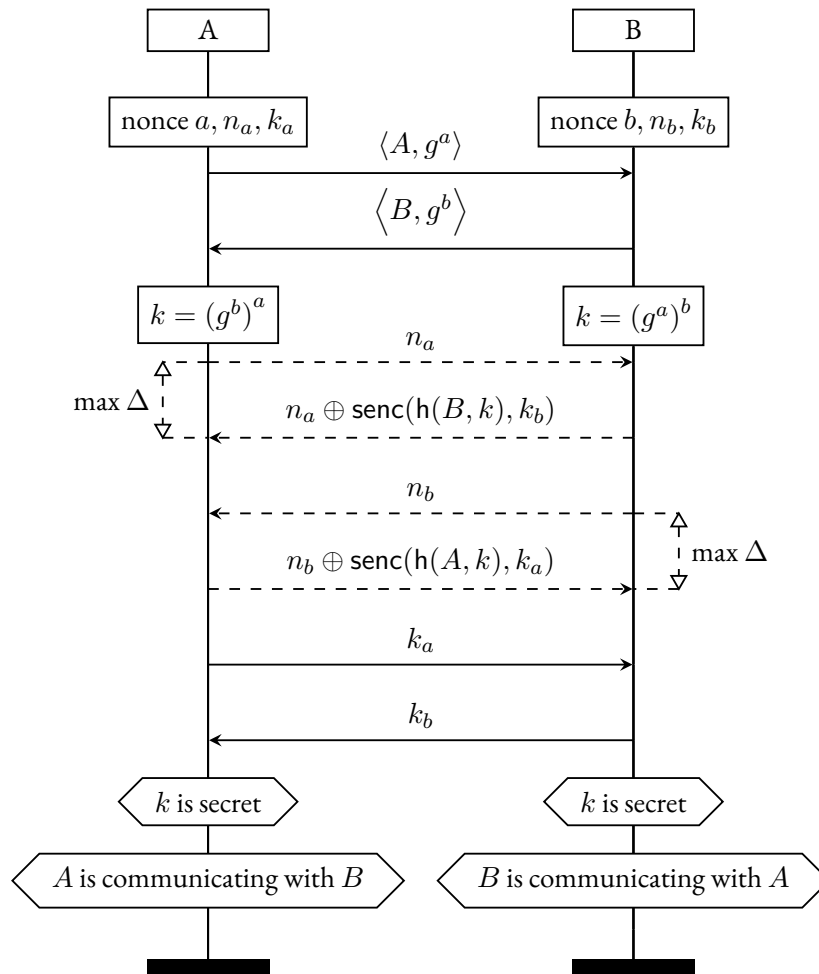 A B
nonce a, n_a, k_a nonce b, n_b, k_b
⟨A, g^a⟩
⟨B, g^b⟩
k = (g^b)^a k = (g^a)^b
n_a
max Δ
n_a ⊕ senc(h(B, k), k_b)
n_b
max Δ
n_b ⊕ senc(h(A, k), k_a)
k_a
k_b
k is secret k is secret
A is communicating with B B is communicating with A